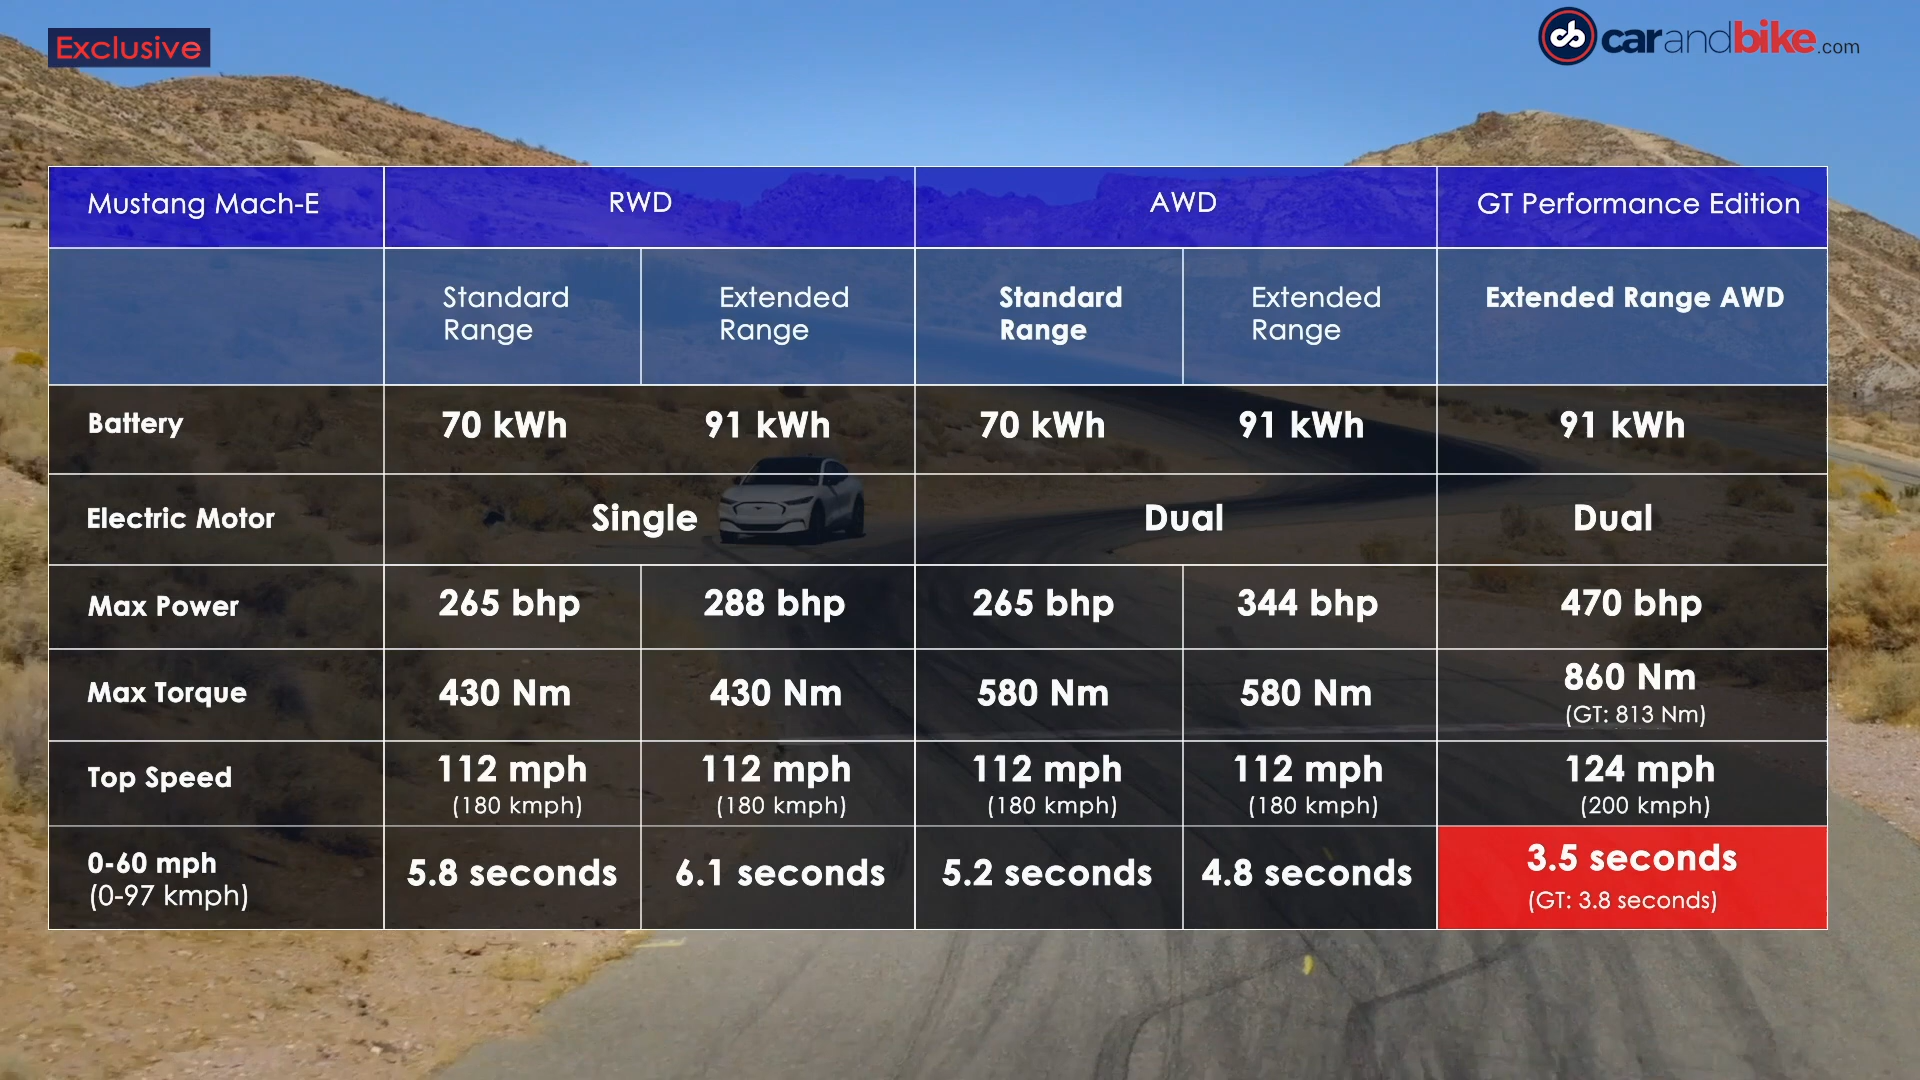 Exclusive
carandbike.com
Mustang Mach-E RWD AWD GT Performance Edition
Standard Range Extended Range Standard Range Extended Range Extended Range AWD
Battery 70 kWh 91 kWh 70 kWh 91 kWh 91 kWh
Electric Motor Single Dual Dual
Max Power 265 bhp 288 bhp 265 bhp 344 bhp 470 bhp
Max Torque 430 Nm 430 Nm 580 Nm 580 Nm 860 Nm
(GT: 813 Nm)
Top Speed 112 mph 112 mph 112 mph 112 mph 124 mph
(180 kmph) (180 kmph) (180 kmph) (180 kmph) (200 kmph)
0-60 mph 5.8 seconds 6.1 seconds 5.2 seconds 4.8 seconds 3.5 seconds
(0-97 kmph) (GT: 3.8 seconds)